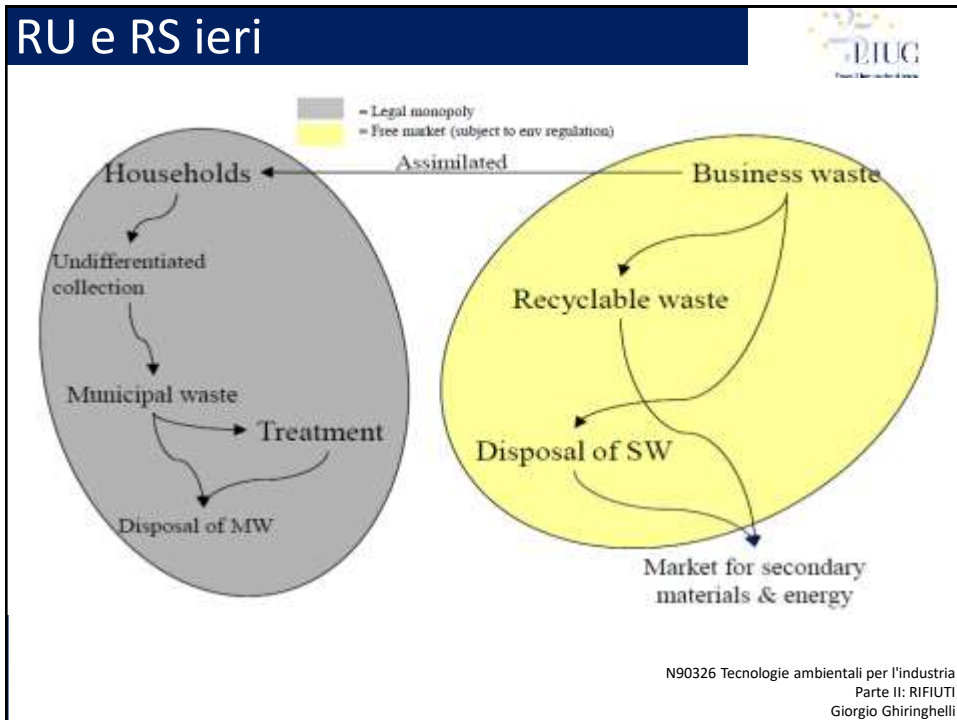 RU e RS ieri
= Legal monopoly
= Free market (subject to env regulation)
Assimilated
Households
Business waste
Undifferentiated
collection
Recyclable waste
Municipal waste
Treatment
Disposal of SW
Disposal of MW
Market for secondary
materials & energy
N90326 Tecnologie ambientali per l'industria
Parte II: RIFIUTI
Giorgio Ghiringhelli